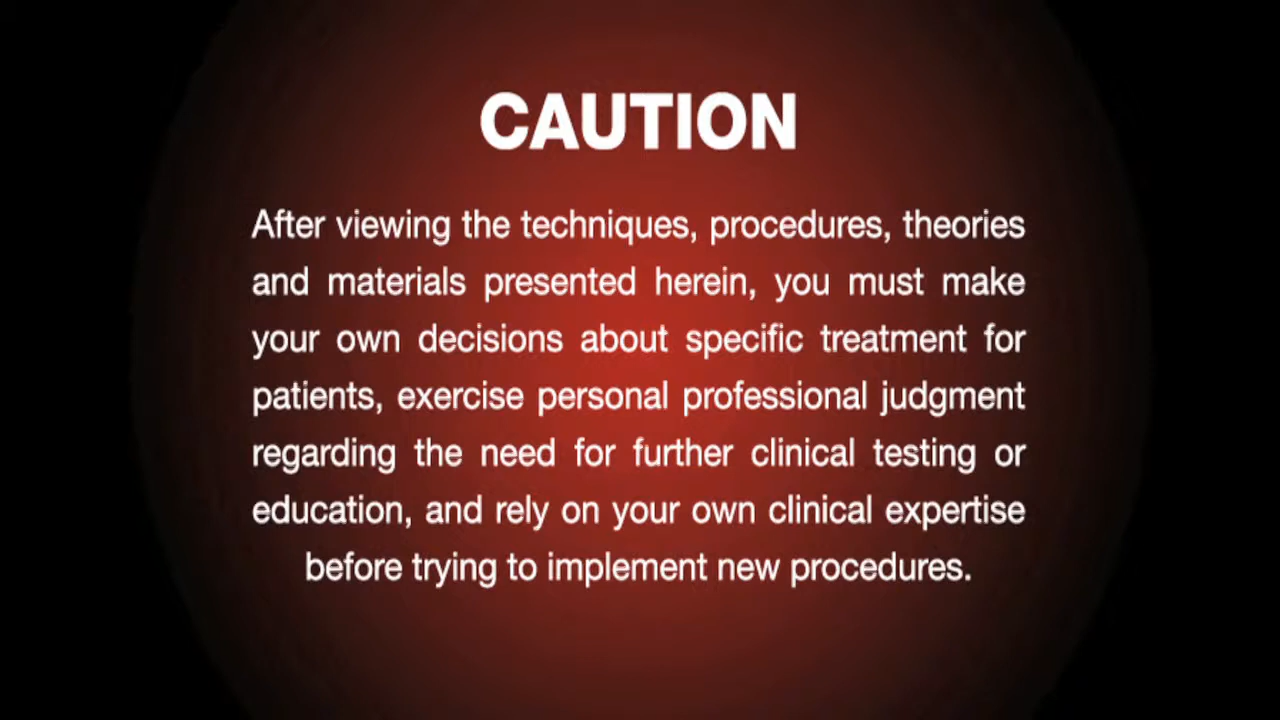 CAUTION
After viewing the techniques, procedures, theories
and materials presented herein, you must make
your own decisions about specific treatment for
patients, exercise personal professional judgment
regarding the need for further clinical testing or
education, and rely on your own clinical expertise
before trying to implement new procedures.